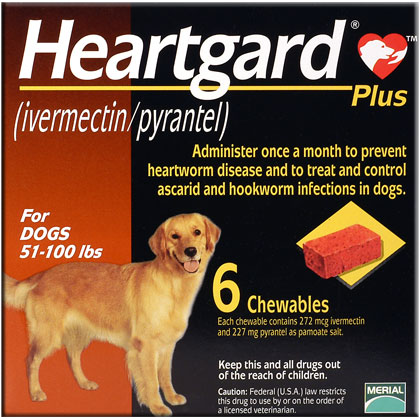 Heartgard®
™
Plus
(ivermectin/pyrantel)
Administer once a month to prevent
heartworm disease and to treat and control
ascarid and hookworm infections in dogs.
For
DOGS
51-100 lbs
6 Chewables
Each chewable contains 272 mcg ivermectin
and 227 mg pyrantel as pamoate salt.
Keep this and all drugs out
of the reach of children.
Caution: Federal (U.S.A.) law restricts
this drug to use by or on the order of
a licensed veterinarian.
MERIAL